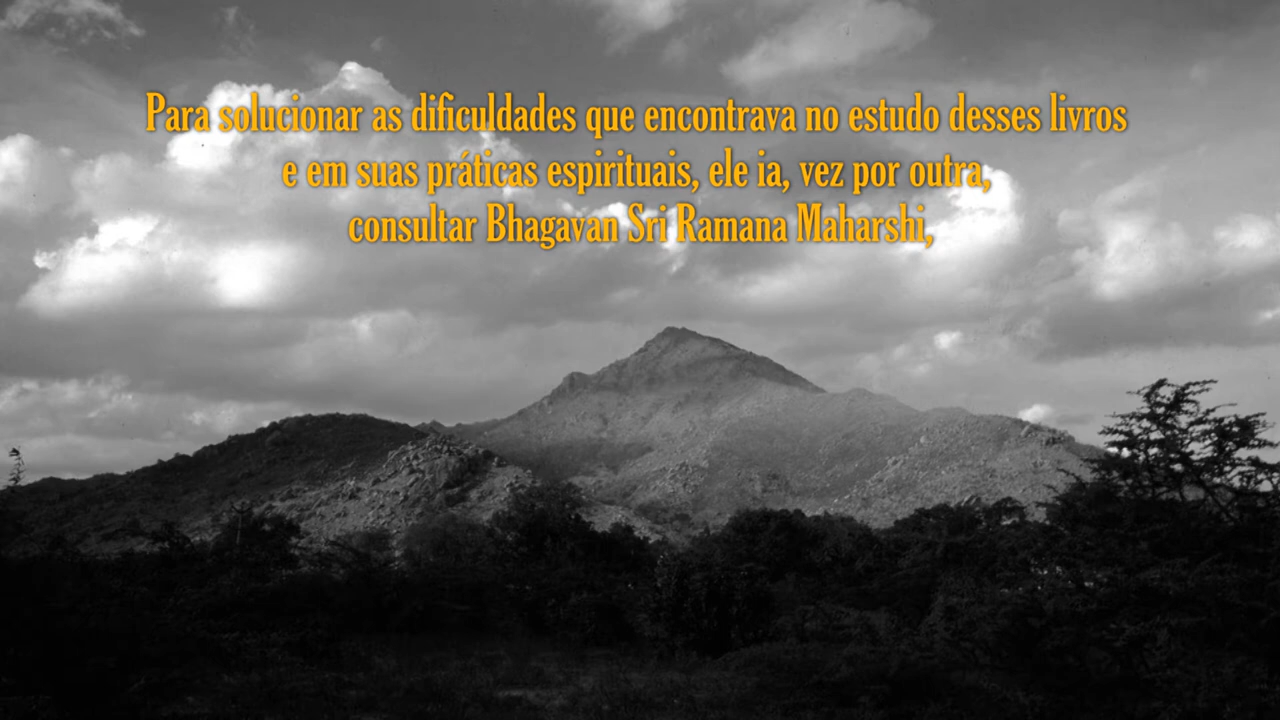 Para solucionar as dificuldades que encontrava no estudo desses livros
e em suas práticas espirituais, ele ia, vez por outra,
consultar Bhagavan Sri Ramana Maharshi,